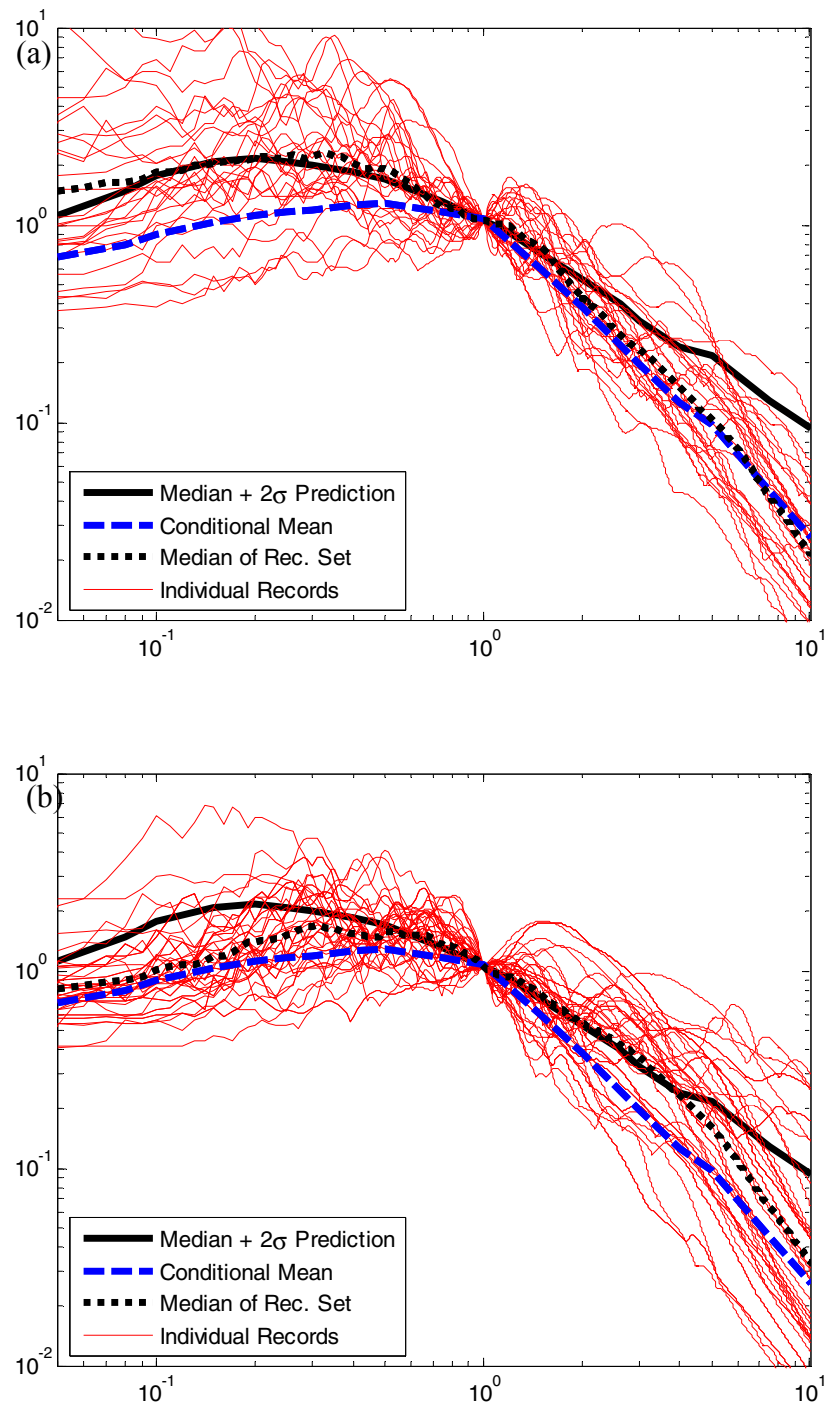 (a)
10^1
10^0
10^-1
10^-2
Median + 2σ Prediction
Conditional Mean
Median of Rec. Set
Individual Records
10^-1 10^0 10^1
(b)
10^1
10^0
10^-1
10^-2
Median + 2σ Prediction
Conditional Mean
Median of Rec. Set
Individual Records
10^-1 10^0 10^1